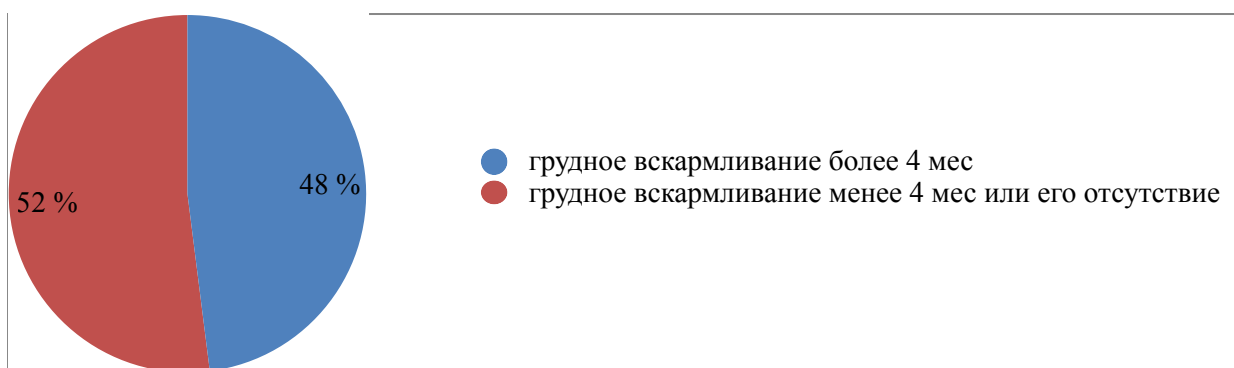 52 %
48 %
грудное вскармливание более 4 мес
грудное вскармливание менее 4 мес или его отсутствие